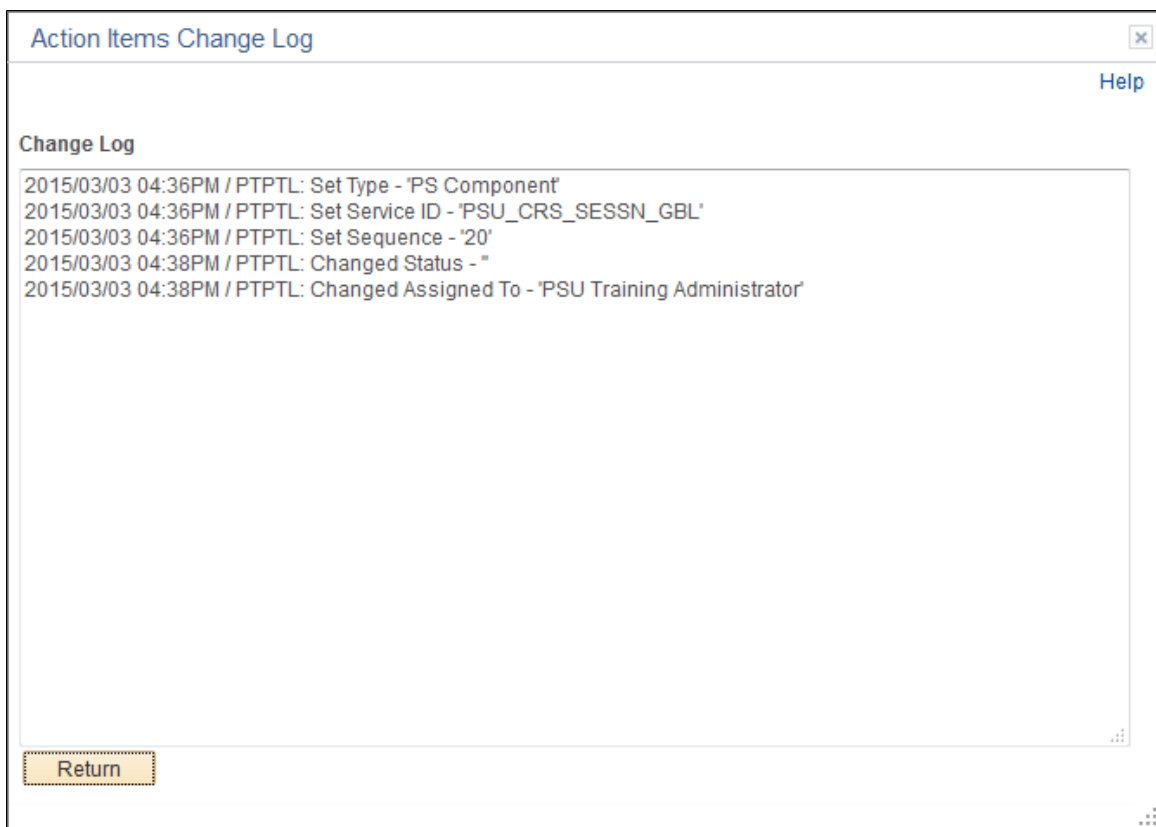 Action Items Change Log
Help
Change Log
2015/03/03 04:36PM / PTPTL: Set Type - 'PS Component'
2015/03/03 04:36PM / PTPTL: Set Service ID - 'PSU_CRS_SESSN_GBL'
2015/03/03 04:36PM / PTPTL: Set Sequence - '20'
2015/03/03 04:38PM / PTPTL: Changed Status - ''
2015/03/03 04:38PM / PTPTL: Changed Assigned To - 'PSU Training Administrator'
Return